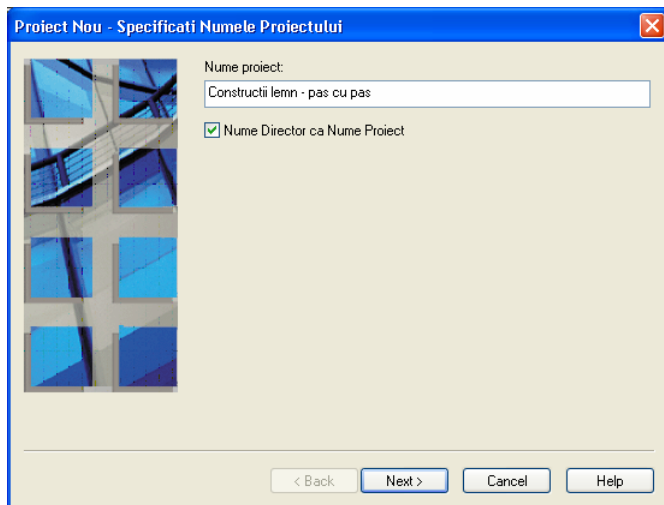 Proiect Nou - Specificati Numele Proiectului
Nume proiect:
Constructii lemn - pas cu pas
Nume Director ca Nume Proiect
< Back
Next >
Cancel
Help